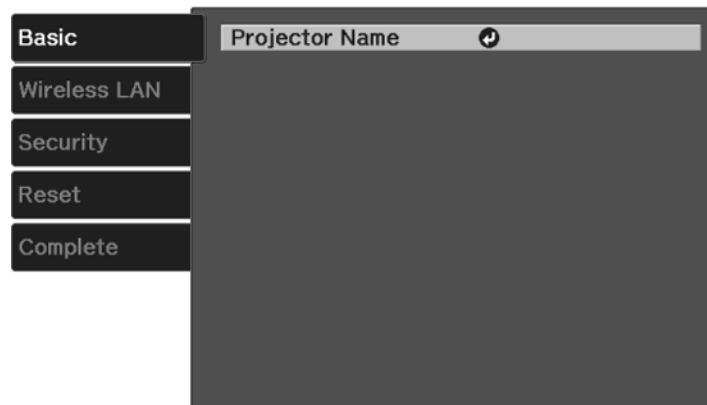 Basic
Projector Name
Wireless LAN
Security
Reset
Complete